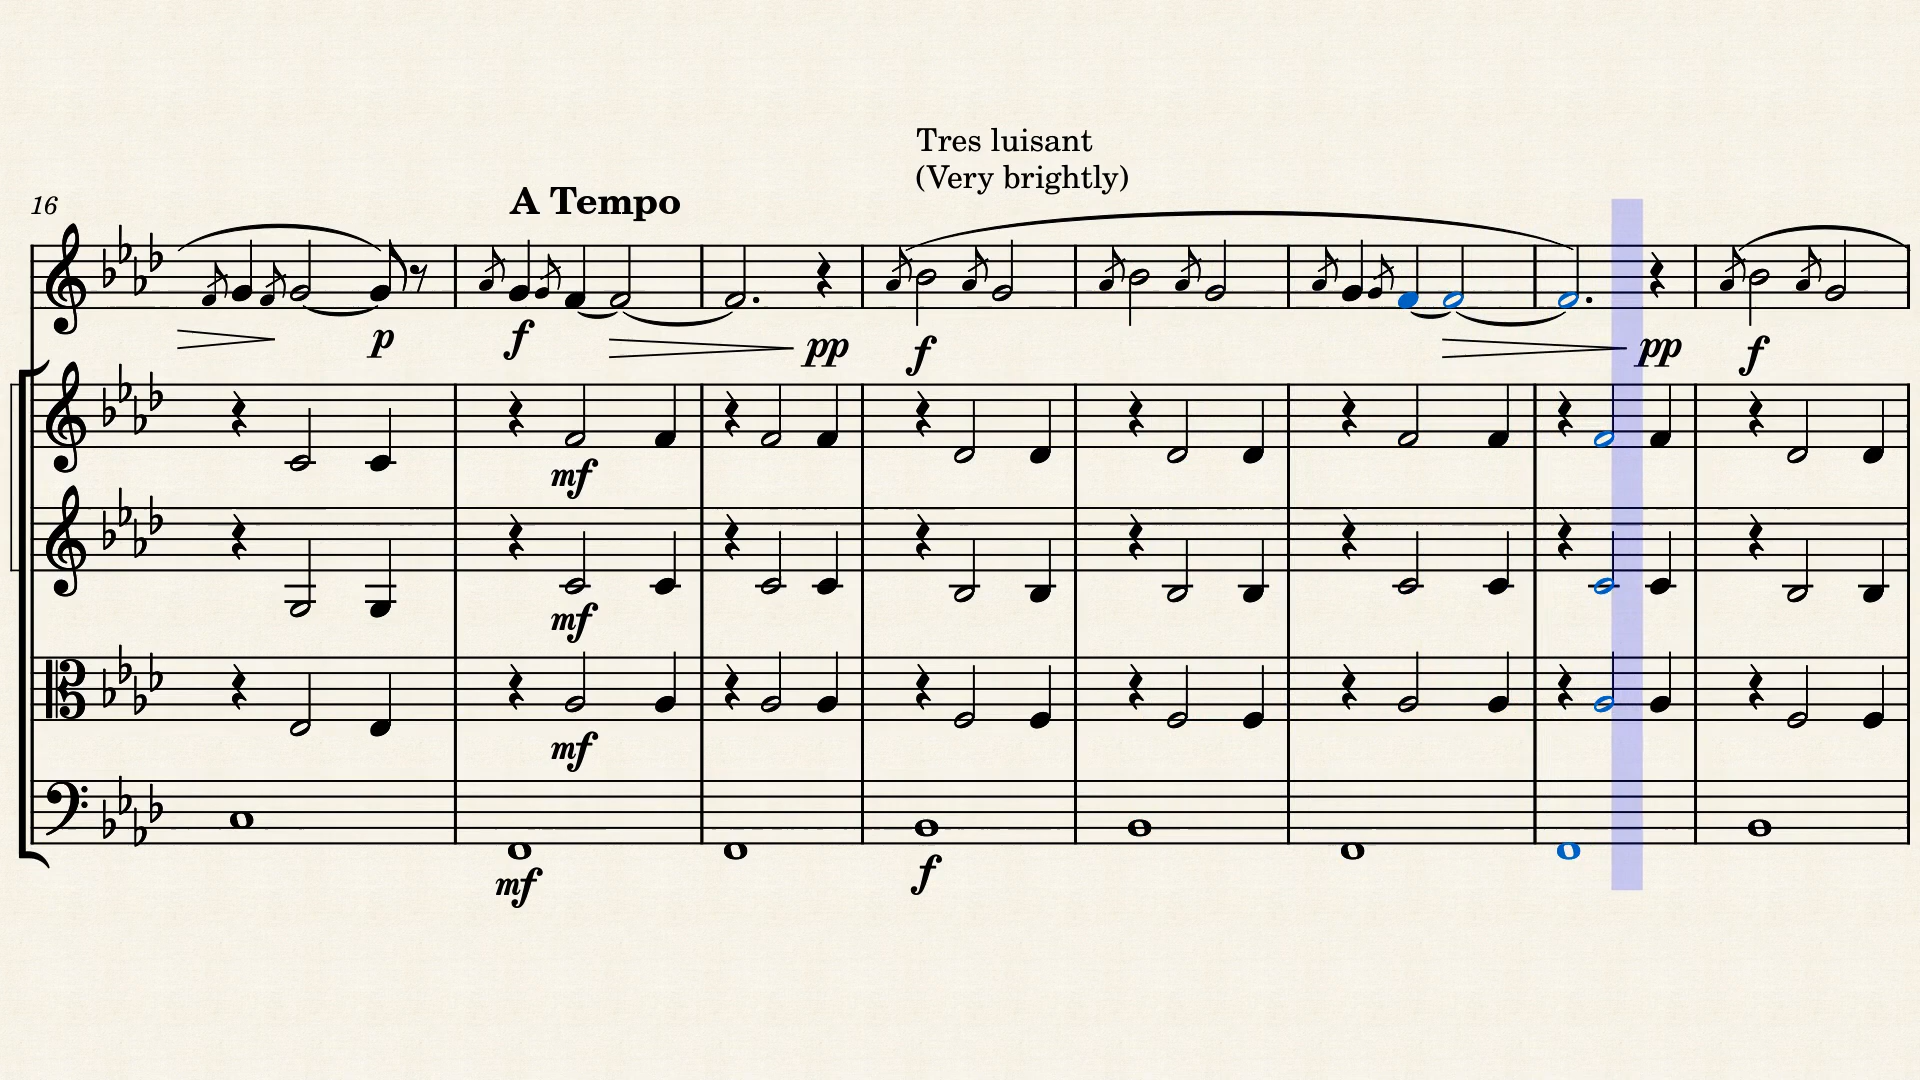 Tres luisant
(Very brightly)
16
A Tempo
p f pp f pp f
mf
mf
mf
mf f